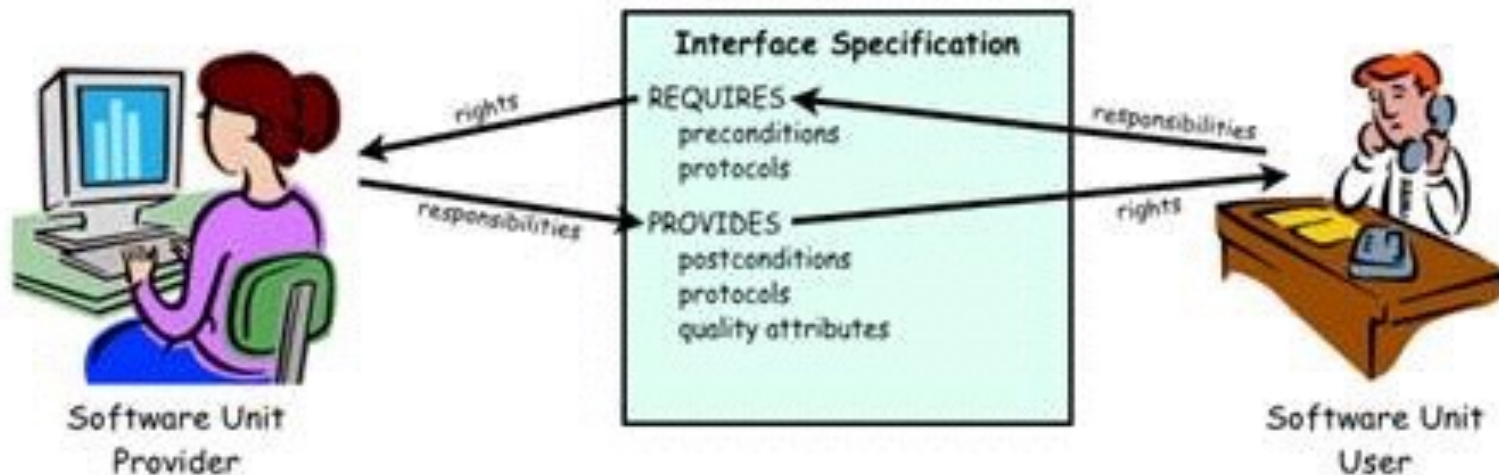 Interface Specification
REQUIRES
preconditions
protocols
PROVIDES
postconditions
protocols
quality attributes
rights
responsibilities
responsibilities
rights
Software Unit
Provider
Software Unit
User